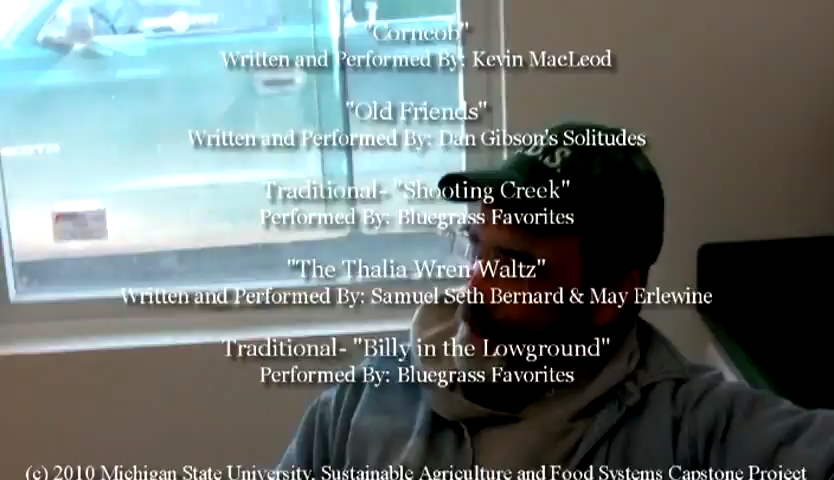 "Corncob"
Written and Performed By: Kevin MacLeod
"Old Friends"
Written and Performed By: Dan Gibson's Solitudes
Traditional- "Shooting Creek"
Performed By: Bluegrass Favorites
"The Thalia Wren Waltz"
Written and Performed By: Samuel Seth Bernard & May Erlewine
Traditional- "Billy in the Lowground"
Performed By: Bluegrass Favorites
(c) 2010 Michigan State University, Sustainable Agriculture and Food Systems Capstone Project